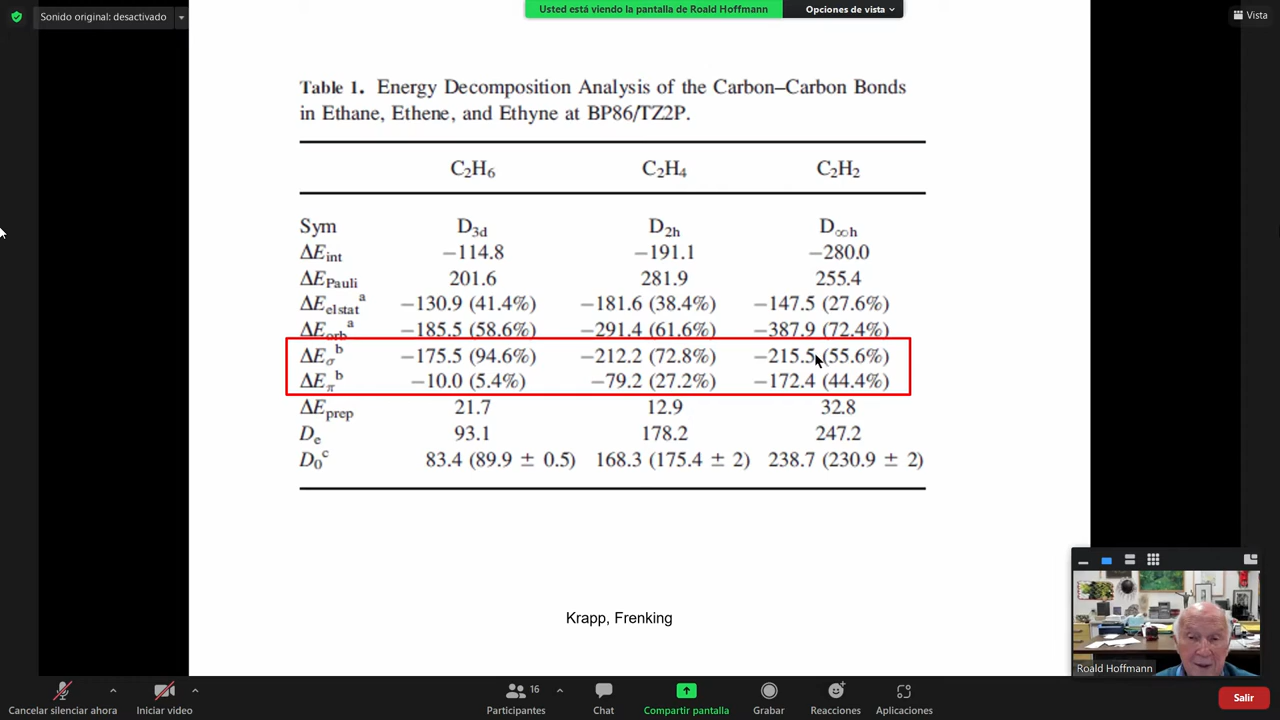 Sonido original: desactivado
Usted está viendo la pantalla de Roald Hoffmann
Opciones de vista
Vista
Table 1. Energy Decomposition Analysis of the Carbon–Carbon Bonds
in Ethane, Ethene, and Ethyne at BP86/TZ2P.
C₂H₆ C₂H₄ C₂H₂
Sym D₃d D₂h D∞h
ΔEint −114.8 −191.1 −280.0
ΔEPauli 201.6 281.9 255.4
ΔEelstatᵃ −130.9 (41.4%) −181.6 (38.4%) −147.5 (27.6%)
ΔEorbᵃ −185.5 (58.6%) −291.4 (61.6%) −387.9 (72.4%)
ΔEσᵇ −175.5 (94.6%) −212.2 (72.8%) −215.5 (55.6%)
ΔEπᵇ −10.0 (5.4%) −79.2 (27.2%) −172.4 (44.4%)
ΔEprep 21.7 12.9 32.8
Dₑ 93.1 178.2 247.2
D₀ᶜ 83.4 (89.9 ± 0.5) 168.3 (175.4 ± 2) 238.7 (230.9 ± 2)
Krapp, Frenking
Roald Hoffmann
Cancelar silenciar ahora
Iniciar video
16
Participantes
Chat
Compartir pantalla
Grabar
Reacciones
Aplicaciones
Salir